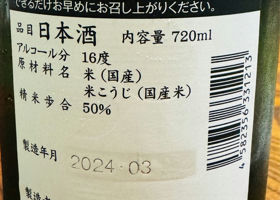 できるだけお早めにお召し上がりください。
品目 日本酒 内容量 720ml
アルコール分 16度
原材料名 米(国産)
米こうじ(国産米)
精米歩合 50%
製造年月 2024.03
4582356331213